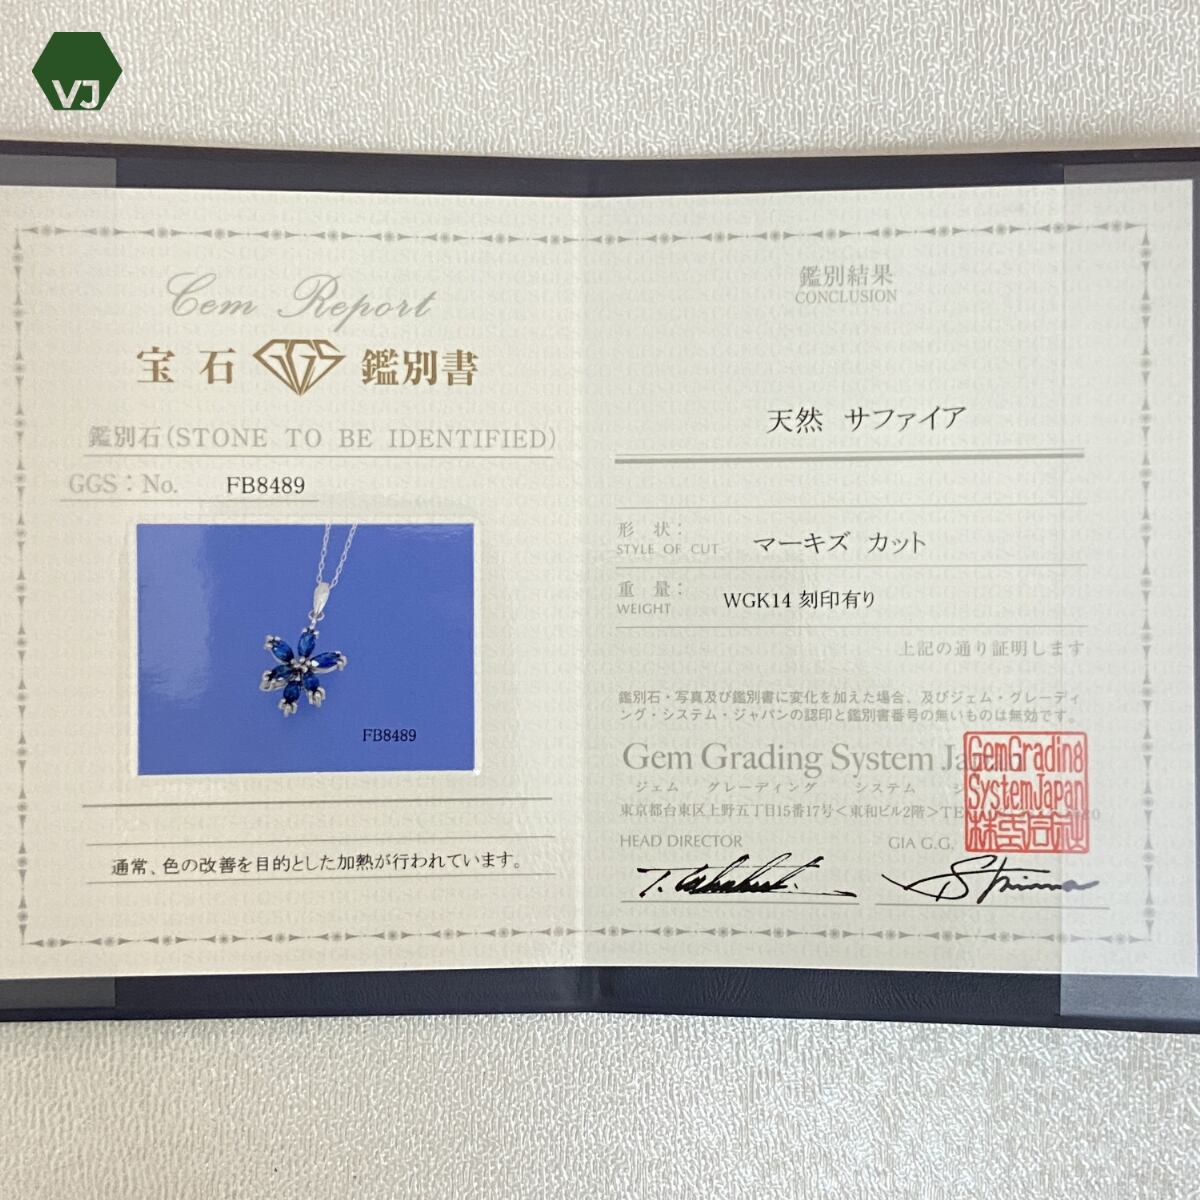 VJ
Gem Report
宝石 GGS 鑑別書
鑑別石(STONE TO BE IDENTIFIED)
GGS：No. FB8489
FB8489
通常、色の改善を目的とした加熱が行われています。
鑑別結果
CONCLUSION
天然 サファイア
形 状：
STYLE OF CUT マーキズ カット
重 量：
WEIGHT WGK14 刻印有り
上記の通り証明します
鑑別石・写真及び鑑別書に変化を加えた場合、及びジェム・グレーディ
ング・システム・ジャパンの認印と鑑別書番号の無いものは無効です。
Gem Grading System
ジェム グレーディング システム
東京都台東区上野五丁目15番17号＜東和ビル2階＞
GemGrading
SystemJapan
HEAD DIRECTOR GIA G.G.